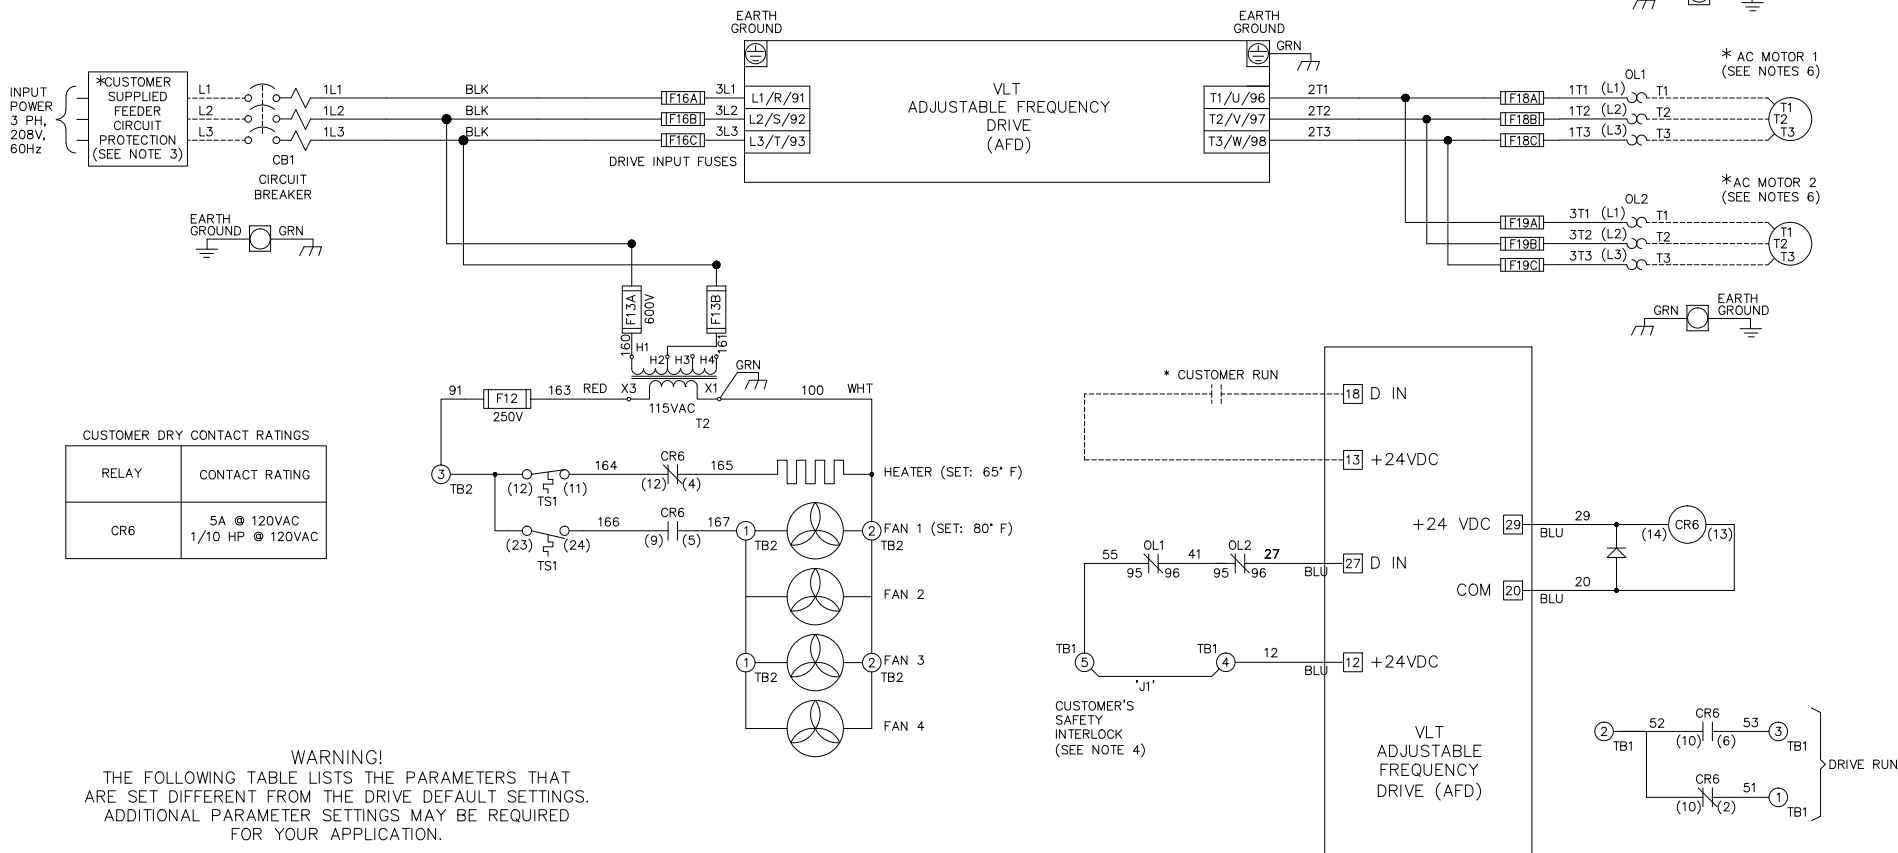 EARTH
GROUND
EARTH
GROUND
GRN
INPUT
POWER
3 PH,
208V,
60Hz
*CUSTOMER
SUPPLIED
FEEDER
CIRCUIT
PROTECTION
(SEE NOTE 3)
L1
L2
L3
CB1
CIRCUIT
BREAKER
1L1
1L2
1L3
BLK
BLK
BLK
F16A
F16B
F16C
3L1
3L2
3L3
DRIVE INPUT FUSES
L1/R/91
L2/S/92
L3/T/93
VLT
ADJUSTABLE FREQUENCY
DRIVE
(AFD)
T1/U/96
T2/V/97
T3/W/98
2T1
2T2
2T3
F18A
F18B
F18C
1T1 (L1)
1T2 (L2)
1T3 (L3)
OL1
T1
T2
T3
* AC MOTOR 1
(SEE NOTES 6)
T1
T2
T3
F19A
F19B
F19C
3T1 (L1)
3T2 (L2)
3T3 (L3)
OL2
T1
T2
T3
*AC MOTOR 2
(SEE NOTES 6)
T1
T2
T3
EARTH
GROUND
GRN
GRN
EARTH
GROUND
F13A
600V
F13B
160
161
H1
H2
H3
H4
GRN
91
F12
250V
163
RED
X3
X1
115VAC
T2
100
WHT
3
TB2
(12)
TS1
(11)
164
CR6
(12)
(4)
165
HEATER (SET: 65° F)
(23)
TS1
(24)
166
CR6
(9)
(5)
167
1
TB2
2
TB2
FAN 1 (SET: 80° F)
FAN 2
1
TB2
2
TB2
FAN 3
FAN 4
CUSTOMER DRY CONTACT RATINGS
RELAY
CONTACT RATING
CR6
5A @ 120VAC
1/10 HP @ 120VAC
WARNING!
THE FOLLOWING TABLE LISTS THE PARAMETERS THAT
ARE SET DIFFERENT FROM THE DRIVE DEFAULT SETTINGS.
ADDITIONAL PARAMETER SETTINGS MAY BE REQUIRED
FOR YOUR APPLICATION.
* CUSTOMER RUN
18
D IN
13
+24VDC
55
OL1
95
96
41
OL2
95
96
27
BLU
27
D IN
TB1
5
'J1'
TB1
4
12
BLU
12
+24VDC
CUSTOMER'S
SAFETY
INTERLOCK
(SEE NOTE 4)
+24 VDC
29
29
BLU
(14)
CR6
(13)
COM
20
20
BLU
VLT
ADJUSTABLE
FREQUENCY
DRIVE (AFD)
2
TB1
52
CR6
(10)
(6)
53
3
TB1
CR6
(10)
(2)
51
1
TB1
DRIVE RUN